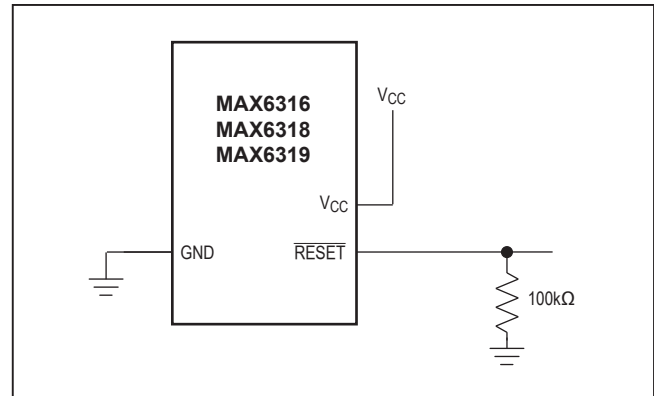 MAX6316
MAX6318
MAX6319
VCC
VCC
GND
RESET
100kΩ